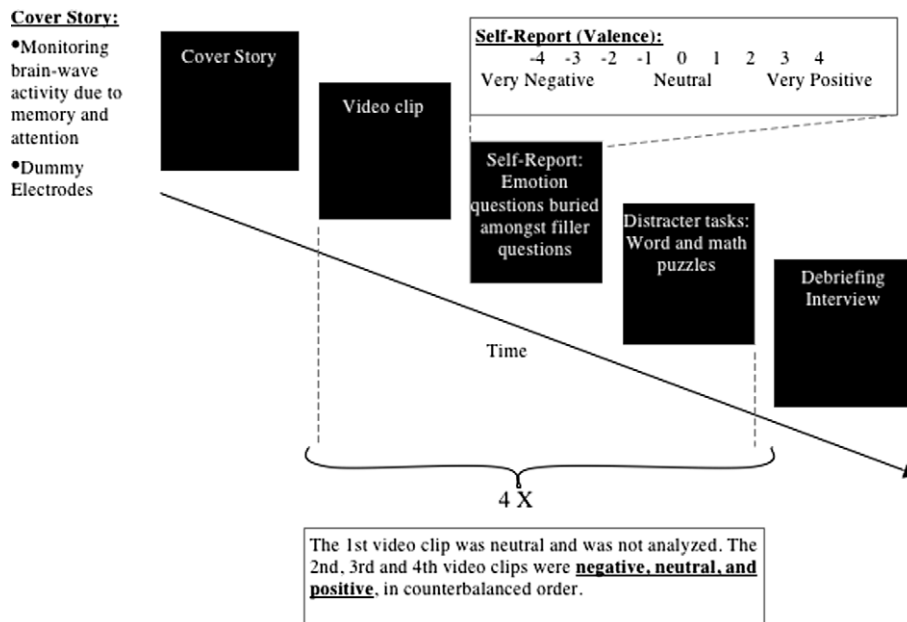 Cover Story:
•Monitoring
brain-wave
activity due to
memory and
attention
•Dummy
Electrodes
Cover Story
Video clip
Self-Report (Valence):
-4 -3 -2 -1 0 1 2 3 4
Very Negative Neutral Very Positive
Self-Report:
Emotion
questions buried
amongst filler
questions
Distracter tasks:
Word and math
puzzles
Debriefing
Interview
Time
4 X
The 1st video clip was neutral and was not analyzed. The
2nd, 3rd and 4th video clips were negative, neutral, and
positive, in counterbalanced order.